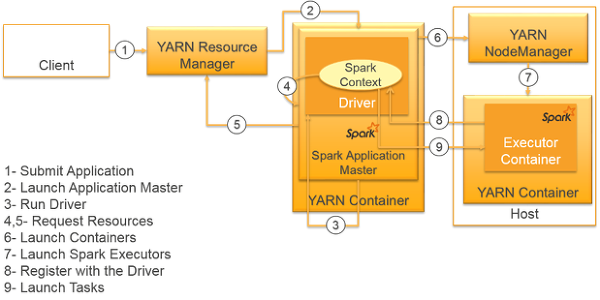 Client
1
YARN Resource
Manager
2
Spark
Context
Driver
4
5
Spark
Spark Application
Master
3
YARN Container
6
YARN
NodeManager
7
8
9
Spark
Executor
Container
YARN Container
Host
1- Submit Application
2- Launch Application Master
3- Run Driver
4,5- Request Resources
6- Launch Containers
7- Launch Spark Executors
8- Register with the Driver
9- Launch Tasks